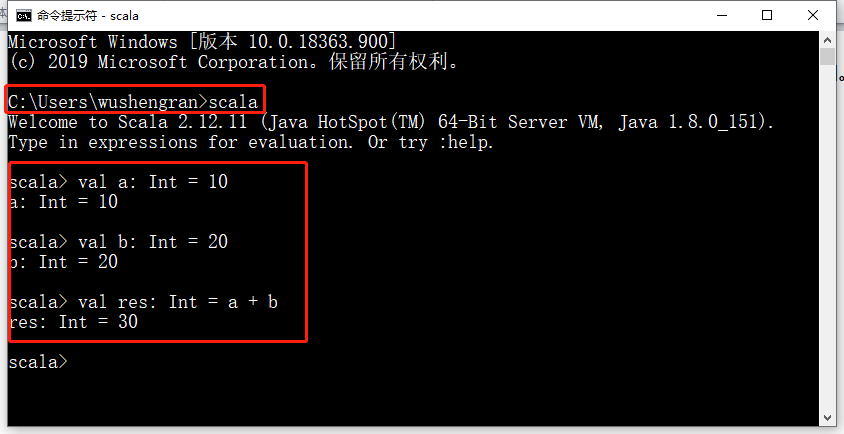 命令提示符 - scala
Microsoft Windows [版本 10.0.18363.900]
(c) 2019 Microsoft Corporation。保留所有权利。
C:\Users\wushengran>scala
Welcome to Scala 2.12.11 (Java HotSpot(TM) 64-Bit Server VM, Java 1.8.0_151).
Type in expressions for evaluation. Or try :help.
scala> val a: Int = 10
a: Int = 10
scala> val b: Int = 20
b: Int = 20
scala> val res: Int = a + b
res: Int = 30
scala>